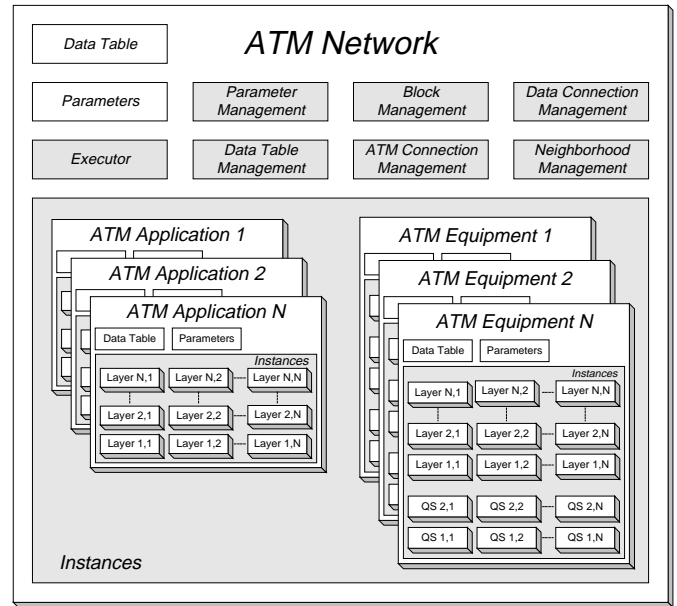 Data Table
ATM Network
Parameters
Parameter
Management
Block
Management
Data Connection
Management
Executor
Data Table
Management
ATM Connection
Management
Neighborhood
Management
ATM Application 1
ATM Application 2
ATM Application N
Data Table
Parameters
Instances
Layer N,1
Layer N,2
Layer N,N
Layer 2,1
Layer 2,2
Layer 2,N
Layer 1,1
Layer 1,2
Layer 1,N
ATM Equipment 1
ATM Equipment 2
ATM Equipment N
Data Table
Parameters
Instances
Layer N,1
Layer N,2
Layer N,N
Layer 2,1
Layer 2,2
Layer 2,N
Layer 1,1
Layer 1,2
Layer 1,N
QS 2,1
QS 2,2
QS 2,N
QS 1,1
QS 1,2
QS 1,N
Instances